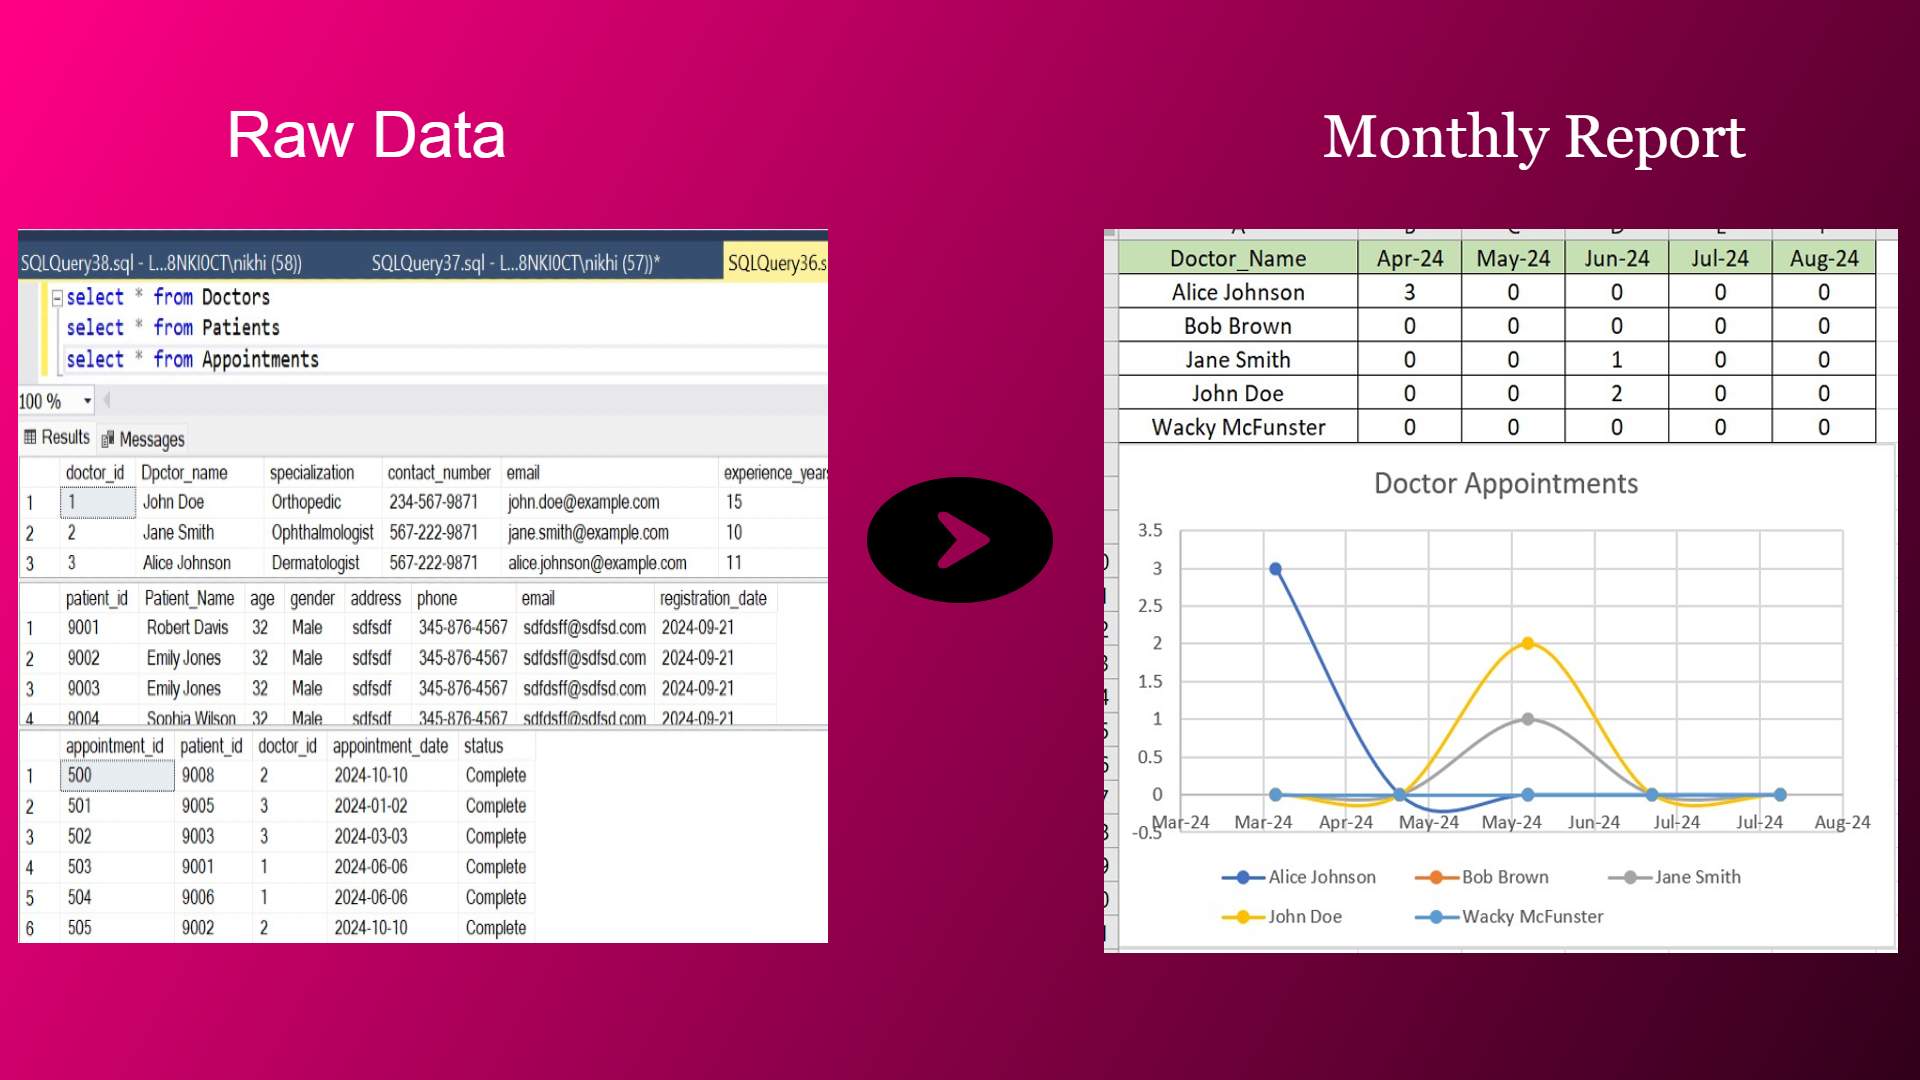 Raw Data
Monthly Report
SQLQuery38.sql - L...8NKI0CT\nikhi (58))
SQLQuery37.sql - L...8NKI0CT\nikhi (57))*
SQLQuery36.s
select * from Doctors
select * from Patients
select * from Appointments
100 %
Results Messages
doctor_id Dpctor_name specialization contact_number email experience_years
1 1 John Doe Orthopedic 234-567-9871 john.doe@example.com 15
2 2 Jane Smith Ophthalmologist 567-222-9871 jane.smith@example.com 10
3 3 Alice Johnson Dermatologist 567-222-9871 alice.johnson@example.com 11
patient_id Patient_Name age gender address phone email registration_date
1 9001 Robert Davis 32 Male sdfsdf 345-876-4567 sdfdsff@sdfsd.com 2024-09-21
2 9002 Emily Jones 32 Male sdfsdf 345-876-4567 sdfdsff@sdfsd.com 2024-09-21
3 9003 Emily Jones 32 Male sdfsdf 345-876-4567 sdfdsff@sdfsd.com 2024-09-21
4 9004 Sophia Wilson 32 Male sdfsdf 345-876-4567 sdfdsff@sdfsd.com 2024-09-21
appointment_id patient_id doctor_id appointment_date status
1 500 9008 2 2024-10-10 Complete
2 501 9005 3 2024-01-02 Complete
3 502 9003 3 2024-03-03 Complete
4 503 9001 1 2024-06-06 Complete
5 504 9006 1 2024-06-06 Complete
6 505 9002 2 2024-10-10 Complete
Doctor_Name Apr-24 May-24 Jun-24 Jul-24 Aug-24
Alice Johnson 3 0 0 0 0
Bob Brown 0 0 0 0 0
Jane Smith 0 0 1 0 0
John Doe 0 0 2 0 0
Wacky McFunster 0 0 0 0 0
Doctor Appointments
3.5
3
2.5
2
1.5
1
0.5
0
-0.5
Mar-24 Mar-24 Apr-24 May-24 May-24 Jun-24 Jul-24 Jul-24 Aug-24
Alice Johnson Bob Brown Jane Smith
John Doe Wacky McFunster